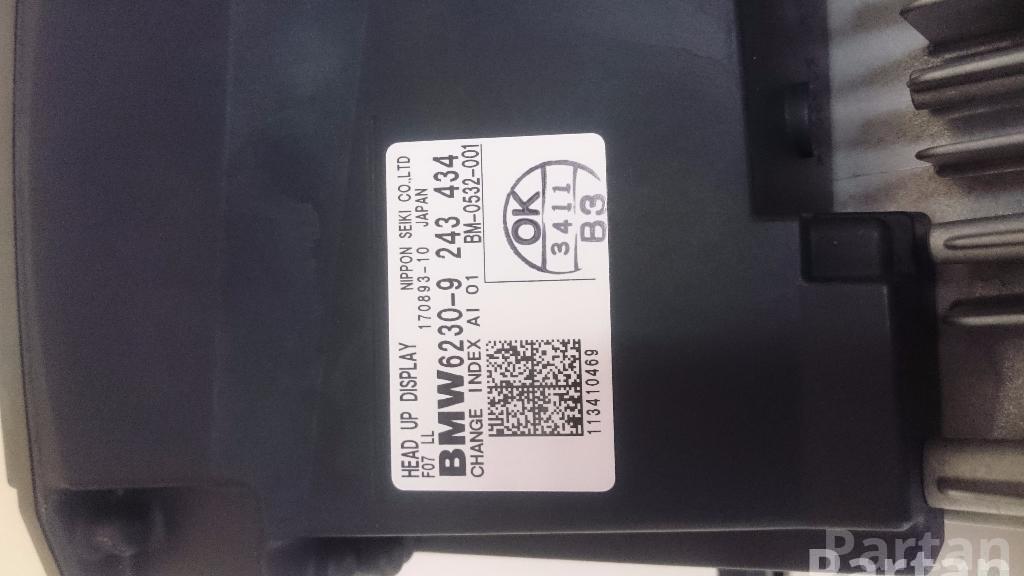 HEAD UP DISPLAY NIPPON SEIKI CO.,LTD
F07 LL 170893-10 JAPAN
BMW6230-9 243 434
CHANGE INDEX AI 01 BM-0532-001
OK
3411
B3
113410469
Partan
Partan